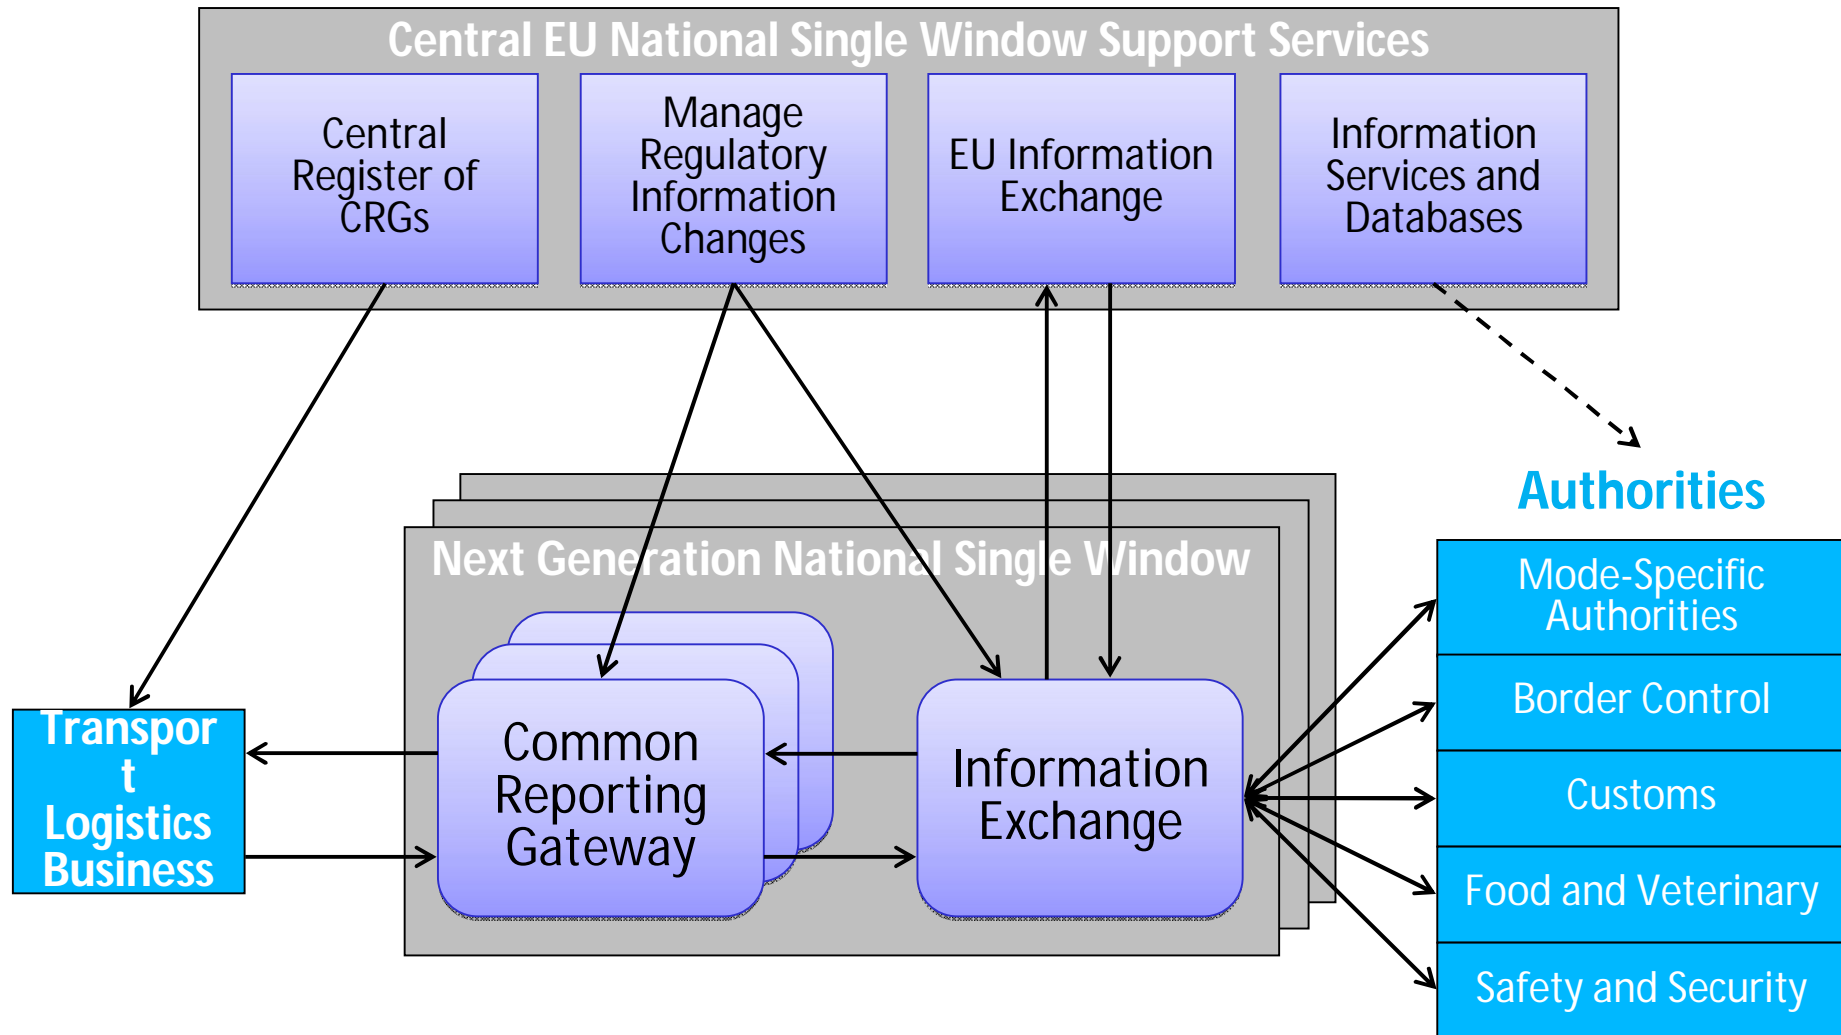 Central EU National Single Window Support Services
Central
Register of
CRGs
Manage
Regulatory
Information
Changes
EU Information
Exchange
Information
Services and
Databases
Authorities
Next Generation National Single Window
Mode-Specific
Authorities
Border Control
Customs
Food and Veterinary
Safety and Security
Transpor
t
Logistics
Business
Common
Reporting
Gateway
Information
Exchange